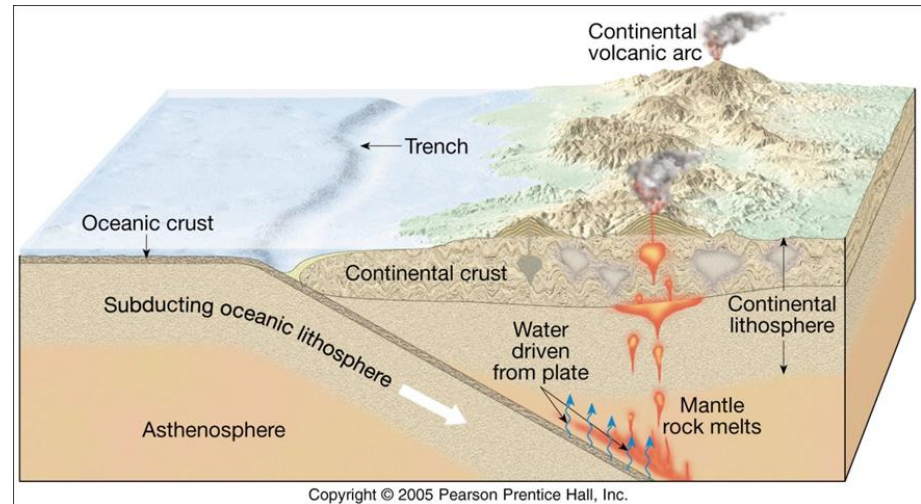 Continental
volcanic arc
Trench
Oceanic crust
Continental crust
Subducting oceanic lithosphere
Continental
lithosphere
Water
driven
from plate
Mantle
rock melts
Asthenosphere
Copyright © 2005 Pearson Prentice Hall, Inc.